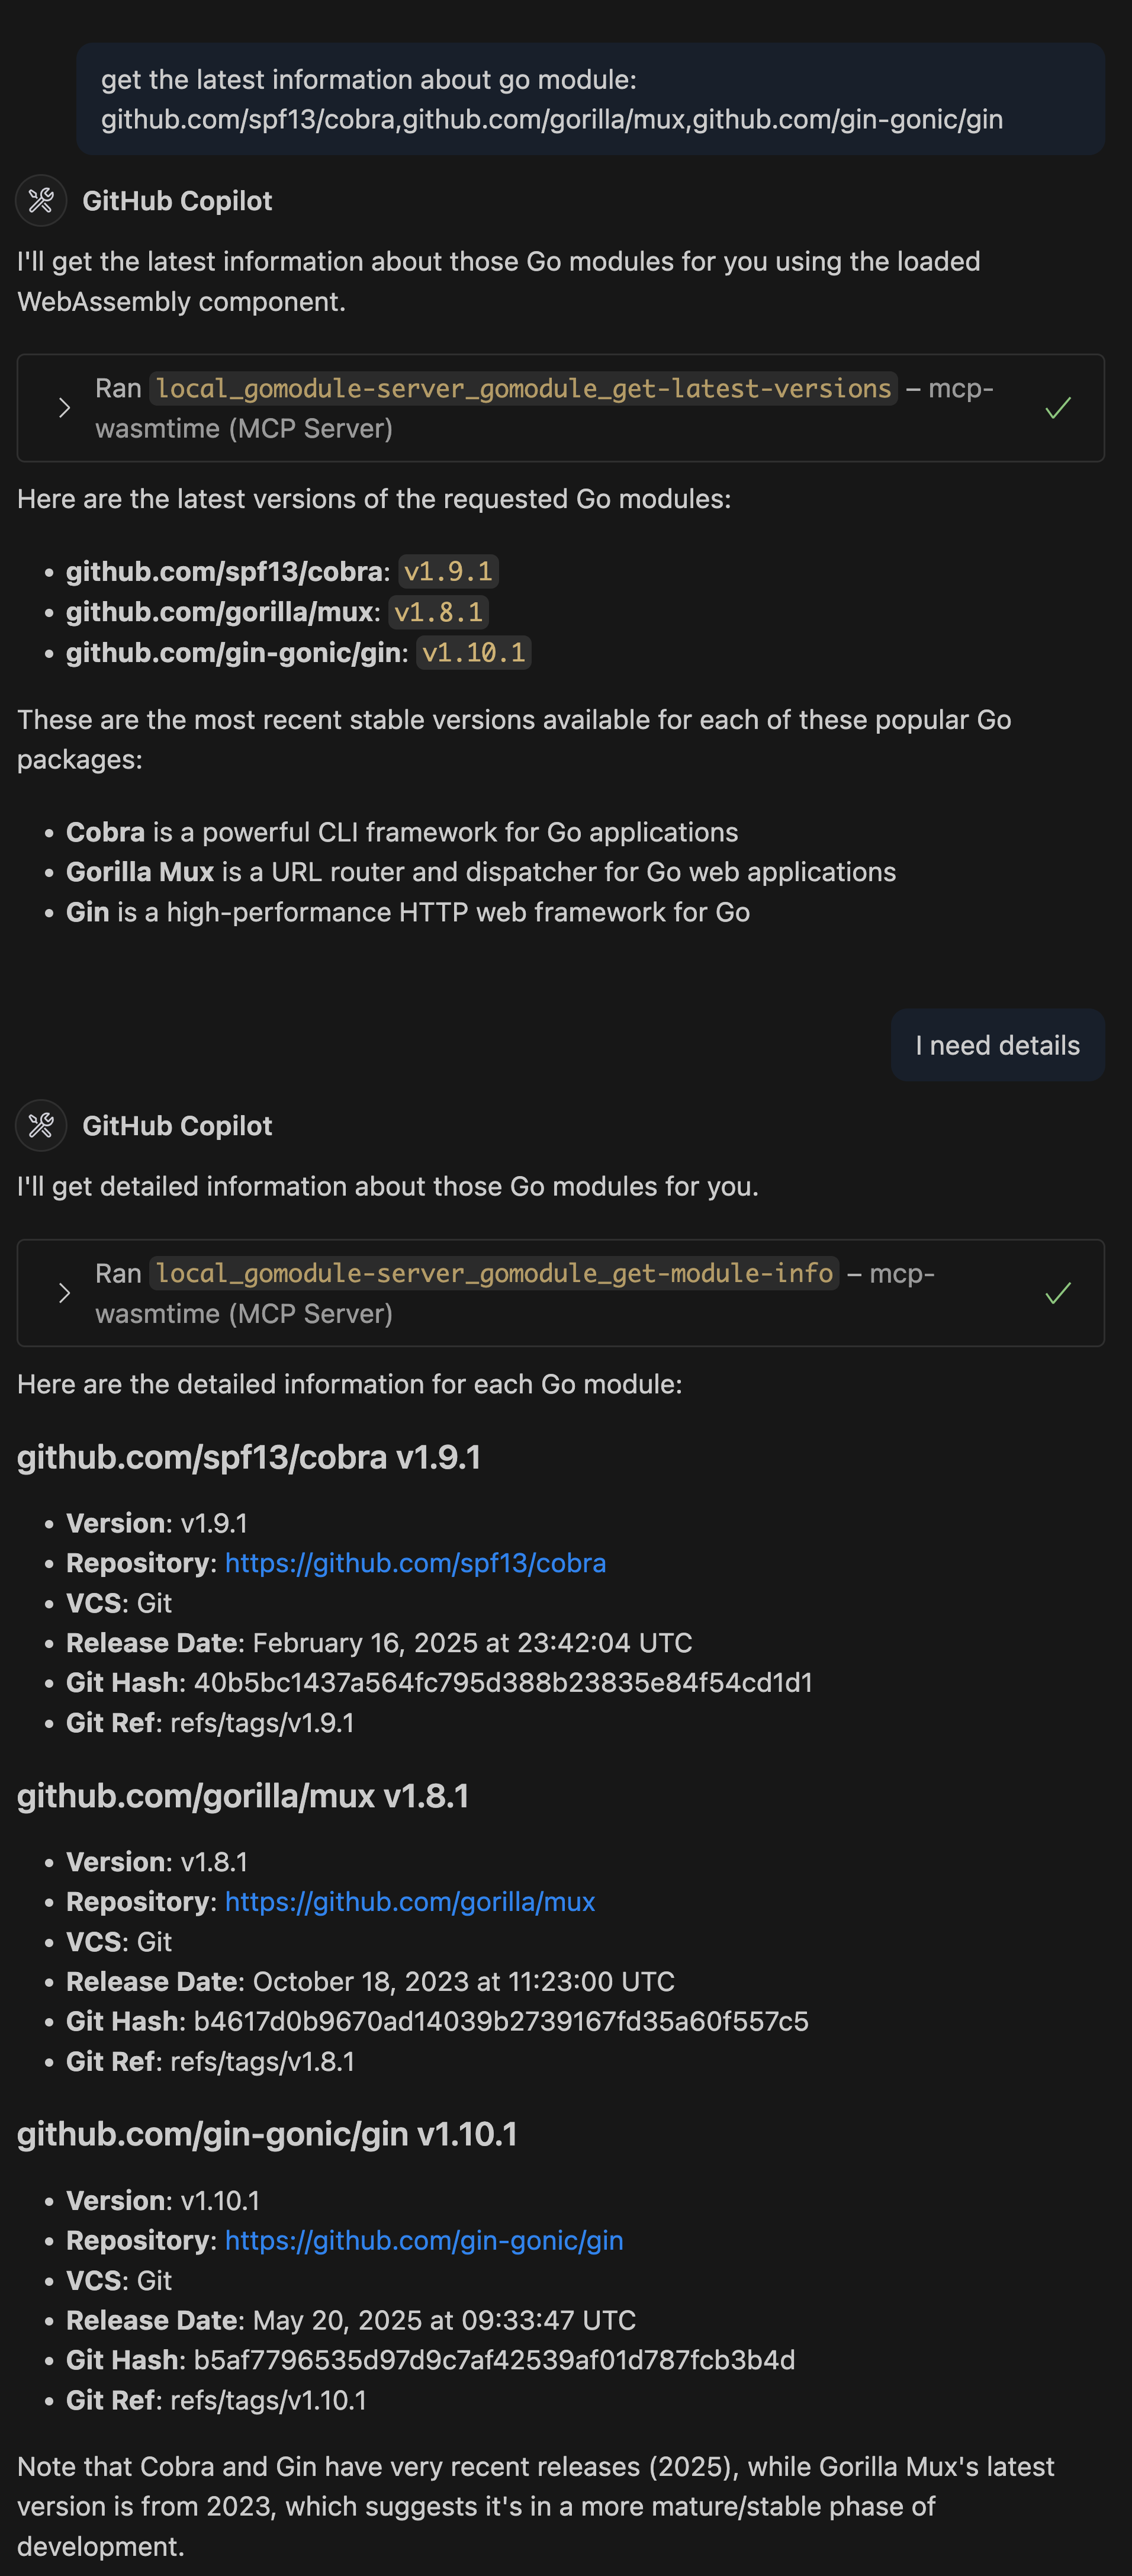 get the latest information about go module:
github.com/spf13/cobra,github.com/gorilla/mux,github.com/gin-gonic/gin
GitHub Copilot
I'll get the latest information about those Go modules for you using the loaded
WebAssembly component.
Ran local_gomodule-server_gomodule_get-latest-versions – mcp-
wasmtime (MCP Server)
Here are the latest versions of the requested Go modules:
• github.com/spf13/cobra: v1.9.1
• github.com/gorilla/mux: v1.8.1
• github.com/gin-gonic/gin: v1.10.1
These are the most recent stable versions available for each of these popular Go
packages:
• Cobra is a powerful CLI framework for Go applications
• Gorilla Mux is a URL router and dispatcher for Go web applications
• Gin is a high-performance HTTP web framework for Go
I need details
GitHub Copilot
I'll get detailed information about those Go modules for you.
Ran local_gomodule-server_gomodule_get-module-info – mcp-
wasmtime (MCP Server)
Here are the detailed information for each Go module:
github.com/spf13/cobra v1.9.1
• Version: v1.9.1
• Repository: https://github.com/spf13/cobra
• VCS: Git
• Release Date: February 16, 2025 at 23:42:04 UTC
• Git Hash: 40b5bc1437a564fc795d388b23835e84f54cd1d1
• Git Ref: refs/tags/v1.9.1
github.com/gorilla/mux v1.8.1
• Version: v1.8.1
• Repository: https://github.com/gorilla/mux
• VCS: Git
• Release Date: October 18, 2023 at 11:23:00 UTC
• Git Hash: b4617d0b9670ad14039b2739167fd35a60f557c5
• Git Ref: refs/tags/v1.8.1
github.com/gin-gonic/gin v1.10.1
• Version: v1.10.1
• Repository: https://github.com/gin-gonic/gin
• VCS: Git
• Release Date: May 20, 2025 at 09:33:47 UTC
• Git Hash: b5af7796535d97d9c7af42539af01d787fcb3b4d
• Git Ref: refs/tags/v1.10.1
Note that Cobra and Gin have very recent releases (2025), while Gorilla Mux's latest
version is from 2023, which suggests it's in a more mature/stable phase of
development.